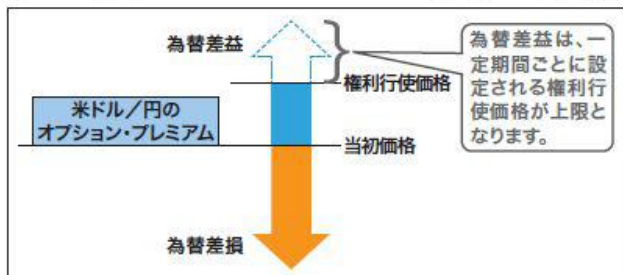 為替差益
権利行使価格
米ドル／円の
オプション・プレミアム
当初価格
為替差損
為替差益は、一
定期間ごとに設
定される権利行
使価格が上限と
なります。